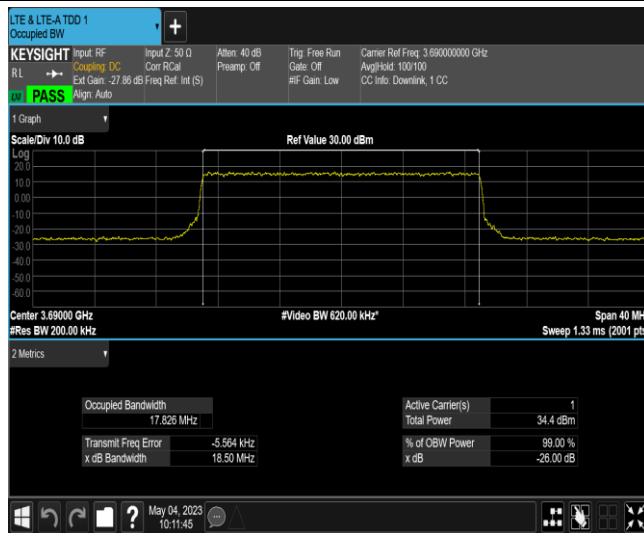 LTE & LTE-A TDD 1
Occupied BW
+
KEYSIGHT
Input: RF
Input Z: 50 Ω
Atten: 40 dB
Trig: Free Run
Carrier Ref Freq: 3.690000000 GHz
RL
Coupling: DC
Corr RCal
Preamp: Off
Gate: Off
Avg|Hold: 100/100
Ext Gain: -27.86 dB
Freq Ref: Int (S)
#IF Gain: Low
CC Info: Downlink, 1 CC
PASS
Align: Auto
1 Graph
Scale/Div 10.0 dB
Ref Value 30.00 dBm
Log
20.0
10.0
0.00
-10.0
-20.0
-30.0
-40.0
-50.0
-60.0
Center 3.69000 GHz
#Video BW 620.00 kHz*
Span 40 MH
#Res BW 200.00 kHz
Sweep 1.33 ms (2001 pts
2 Metrics
Occupied Bandwidth
17.826 MHz
Active Carrier(s) 1
Total Power 34.4 dBm
Transmit Freq Error -5.564 kHz
% of OBW Power 99.00 %
x dB Bandwidth 18.50 MHz
x dB -26.00 dB
?
May 04, 2023
10:11:45